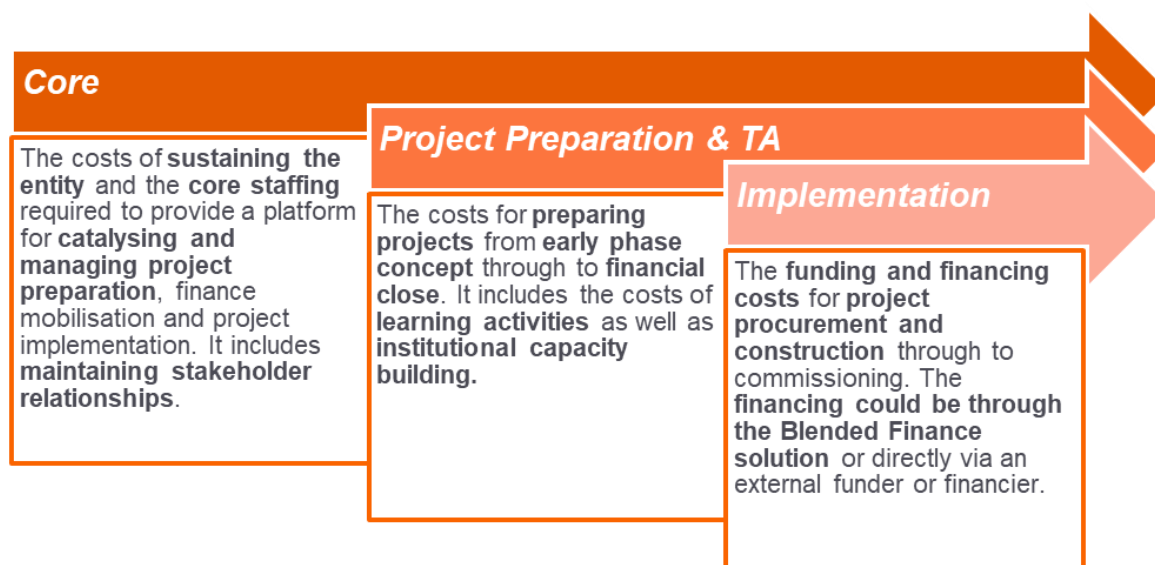 Core
The costs of sustaining the
entity and the core staffing
required to provide a platform
for catalysing and
managing project
preparation, finance
mobilisation and project
implementation. It includes
maintaining stakeholder
relationships.
Project Preparation & TA
The costs for preparing
projects from early phase
concept through to financial
close. It includes the costs of
learning activities as well as
institutional capacity
building.
Implementation
The funding and financing
costs for project
procurement and
construction through to
commissioning. The
financing could be through
the Blended Finance
solution or directly via an
external funder or financier.